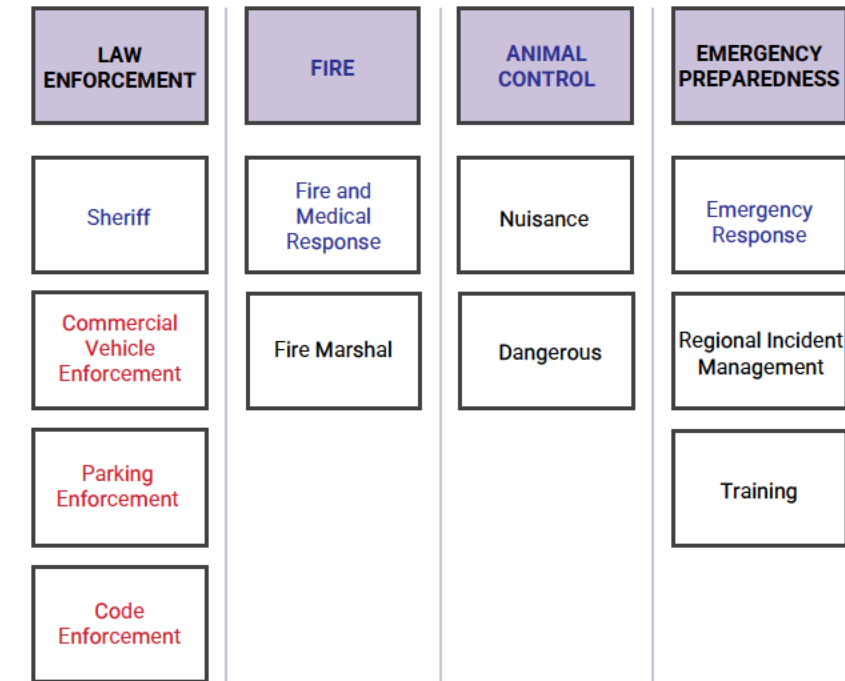 LAW
ENFORCEMENT
FIRE
ANIMAL
CONTROL
EMERGENCY
PREPAREDNESS
Sheriff
Fire and
Medical
Response
Nuisance
Emergency
Response
Commercial
Vehicle
Enforcement
Fire Marshal
Dangerous
Regional Incident
Management
Parking
Enforcement
Training
Code
Enforcement